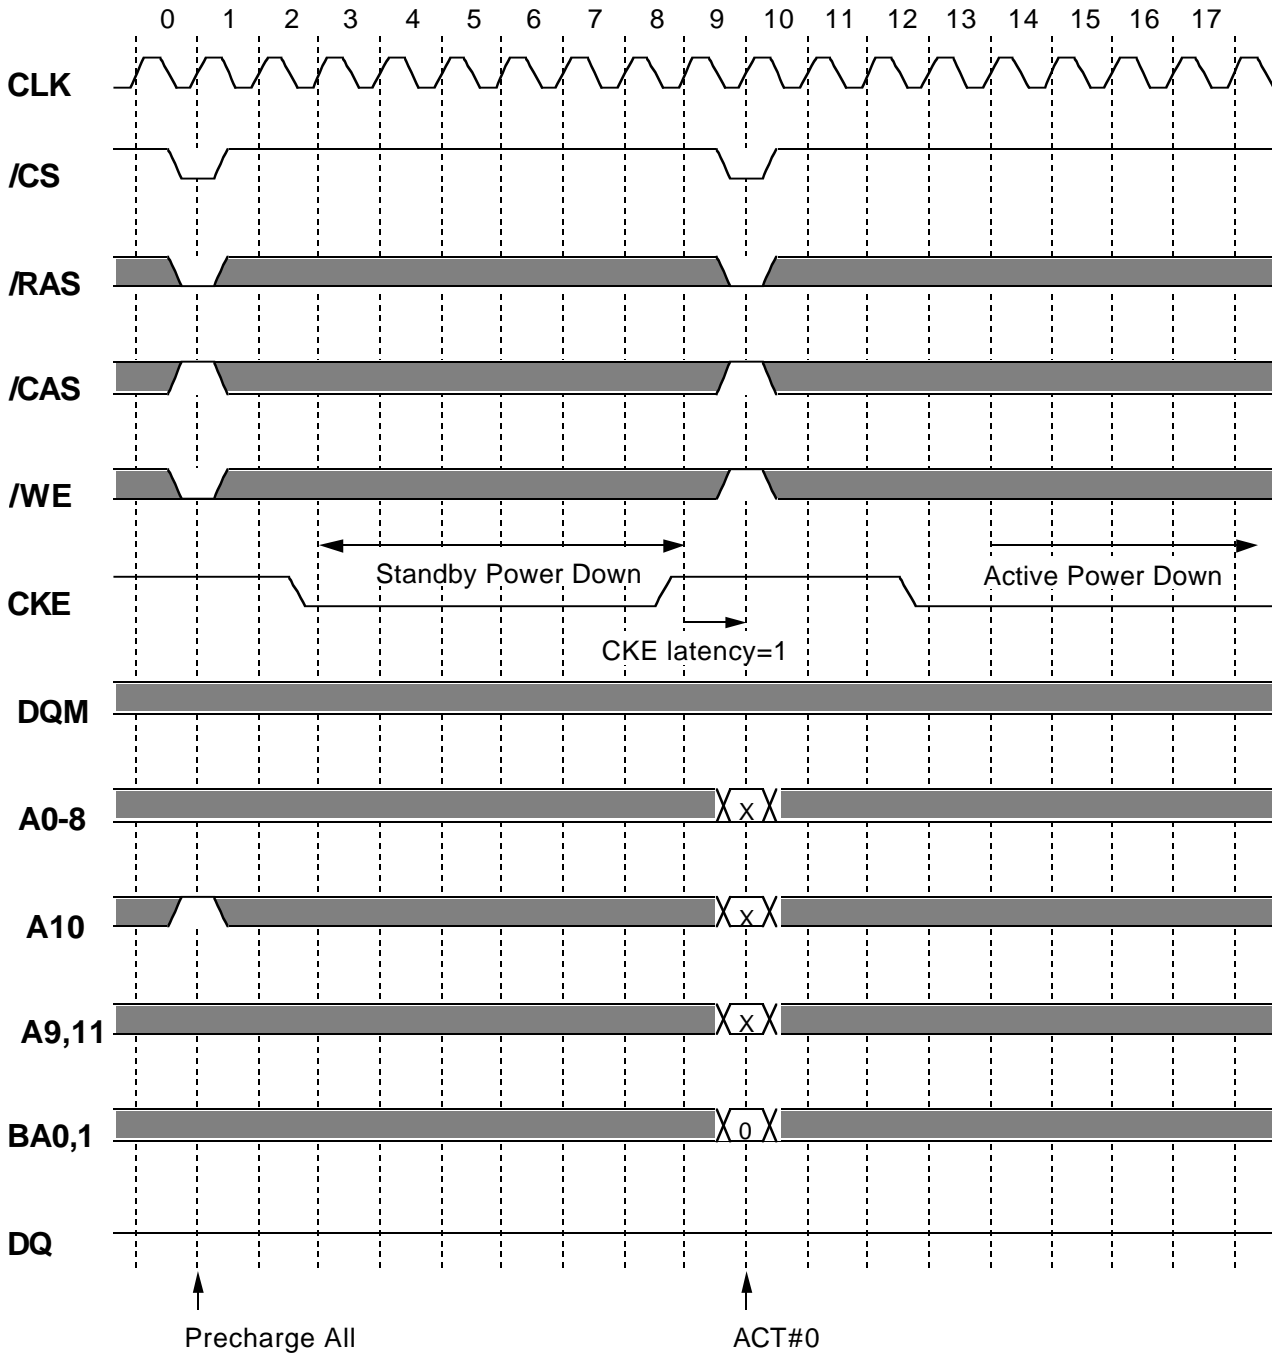 0 1 2 3 4 5 6 7 8 9 10 11 12 13 14 15 16 17
CLK
/CS
/RAS
/CAS
/WE
Standby Power Down
Active Power Down
CKE
CKE latency=1
DQM
A0-8
X
A10
X
A9,11
X
BA0,1
0
DQ
Precharge All
ACT#0